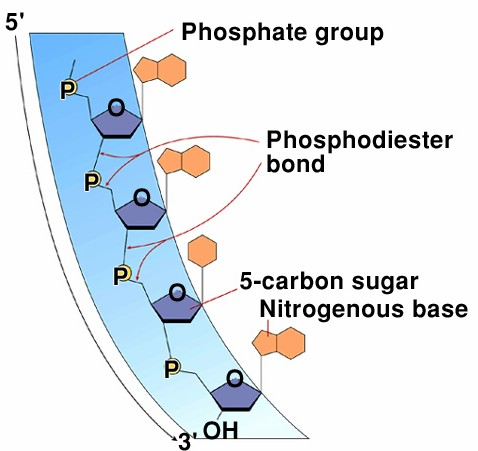 5'
Phosphate group
P
O
Phosphodiester
bond
P
O
P
O
5-carbon sugar
Nitrogenous base
P
O
OH
3'